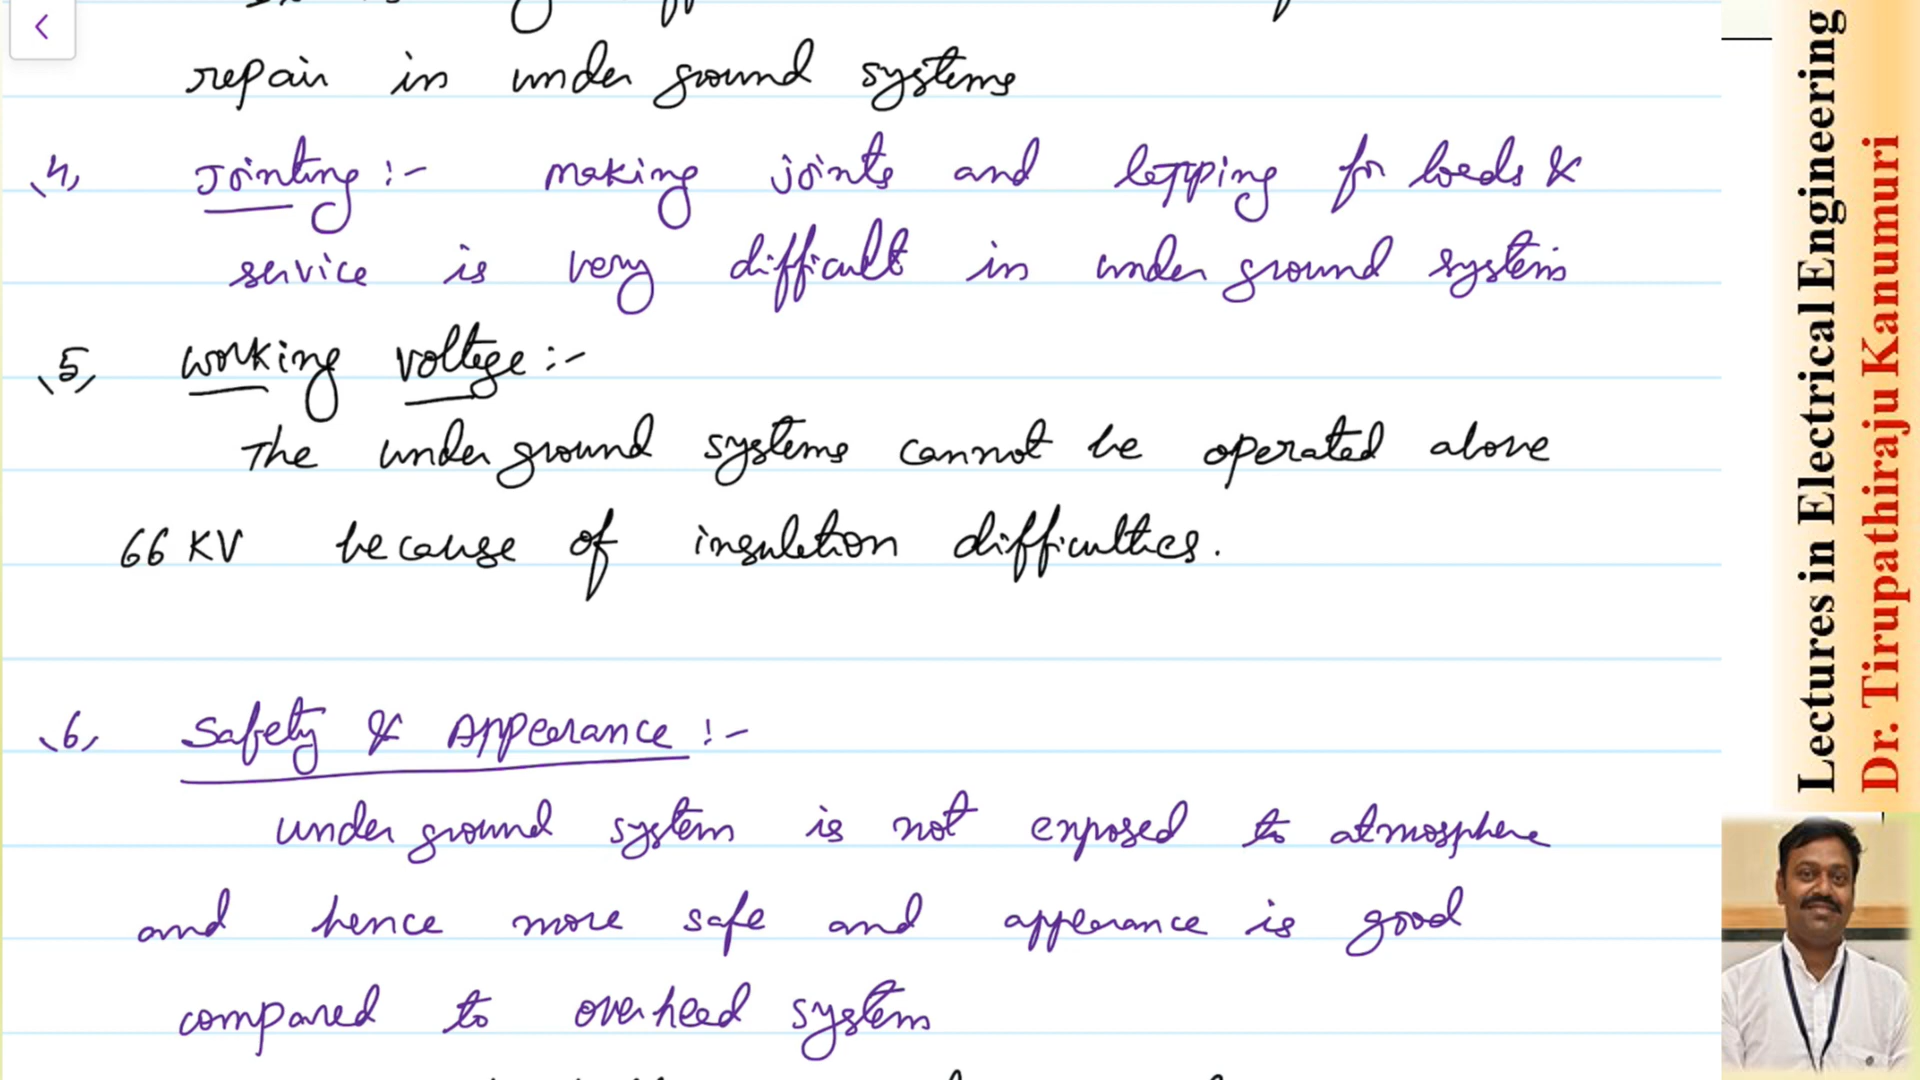 repair in under ground systems
(4) Jointing :- making joints and tapping for loads &
service is very difficult in under ground system
(5) working voltage :-
The under ground systems cannot be operated above
66 KV because of insulation difficulties.
(6) Safety & Appearance :-
under ground system is not exposed to atmosphere
and hence more safe and appearance is good
compared to overhead system
Lectures in Electrical Engineering
Dr. Tirupathiraju Kanumuri